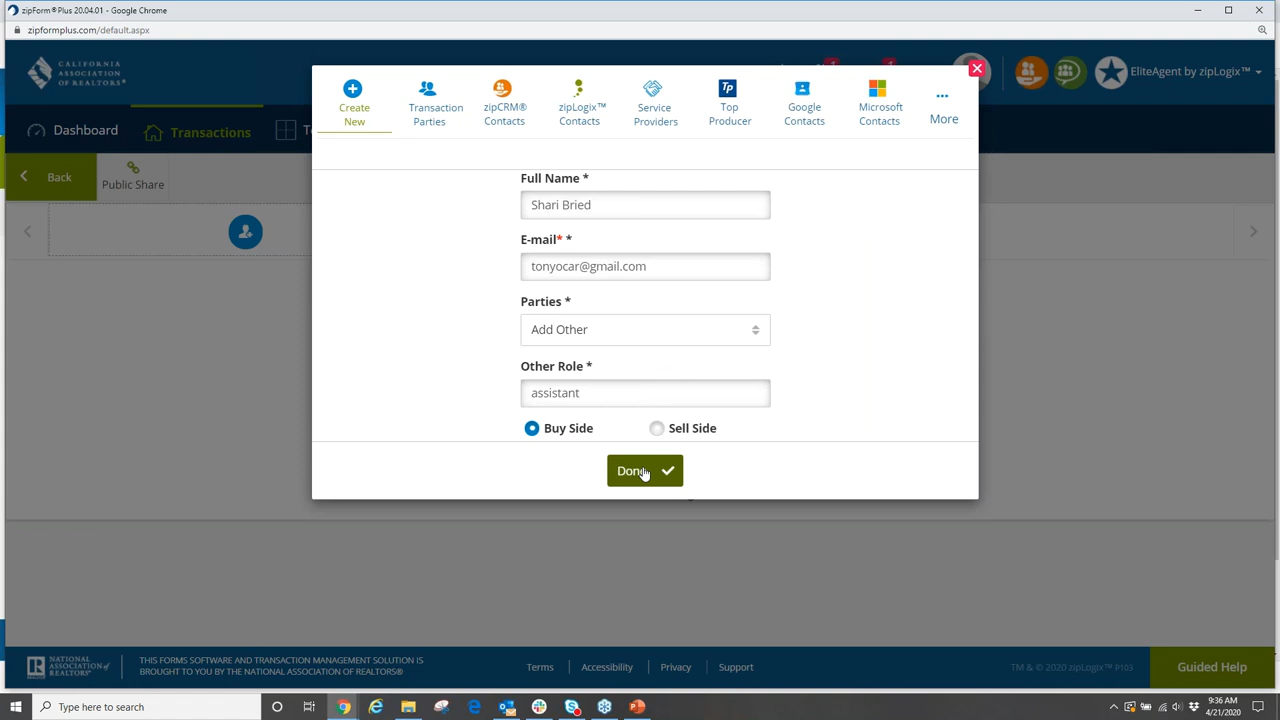 zipForm®Plus 20.04.01 - Google Chrome
zipformplus.com/default.aspx
CALIFORNIA
ASSOCIATION
OF REALTORS®
EliteAgent by zipLogix™
Dashboard
Transactions
Create
New
Transaction
Parties
zipCRM®
Contacts
zipLogix™
Contacts
Service
Providers
Tp
Top
Producer
Google
Contacts
Microsoft
Contacts
More
Back
Public Share
Full Name *
Shari Bried
E-mail* *
tonyocar@gmail.com
Parties *
Add Other
Other Role *
assistant
Buy Side
Sell Side
Done
NATIONAL
ASSOCIATION of
REALTORS®
THIS FORMS SOFTWARE AND TRANSACTION MANAGEMENT SOLUTION IS
BROUGHT TO YOU BY THE NATIONAL ASSOCIATION OF REALTORS®
Terms
Accessibility
Privacy
Support
TM & © 2020 zipLogix™ P103
Guided Help
Type here to search
9:36 AM
4/21/2020